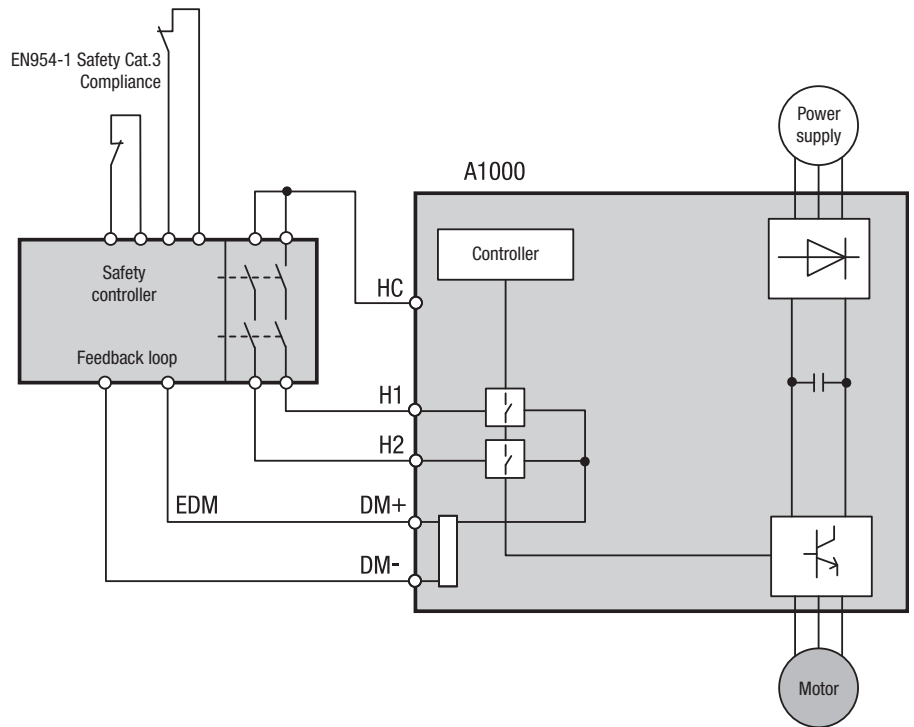 EN954-1 Safety Cat.3
Compliance
Power
supply
A1000
Safety
controller
Controller
HC
Feedback loop
H1
H2
EDM
DM+
DM-
Motor